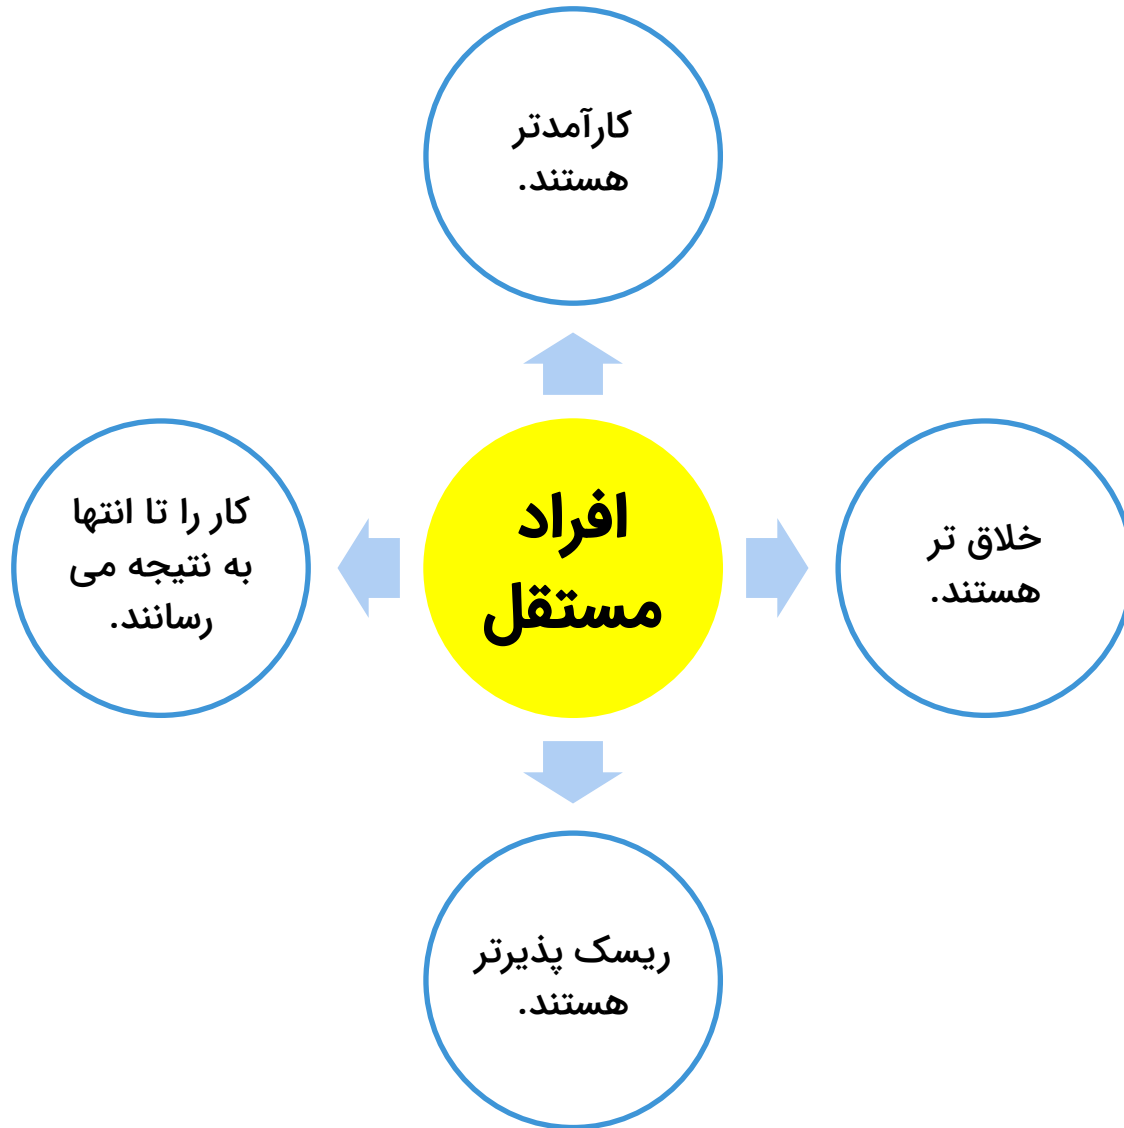 کارآمدتر
هستند.
افراد
مستقل
خلاق تر
هستند.
کار را تا انتها
به نتیجه می
رسانند.
ریسک پذیرتر
هستند.